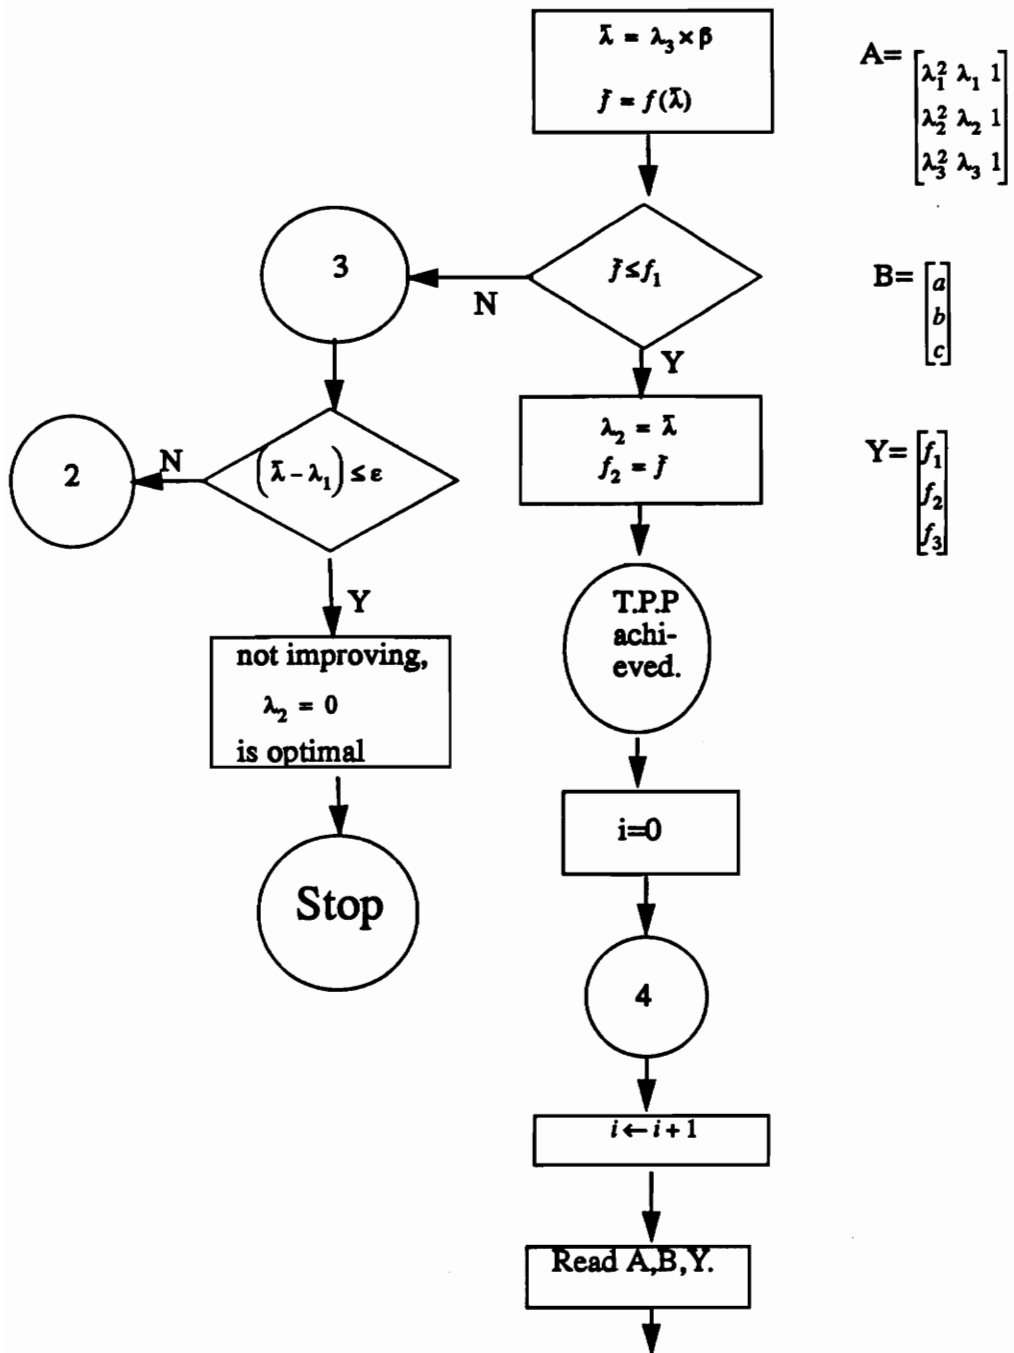 λ̄ = λ₃ × β
f̄ = f(λ̄)
A= [λ₁² λ₁ 1
λ₂² λ₂ 1
λ₃² λ₃ 1]
f̄ ≤ f₁
N
3
Y
B= [a
b
c]
λ₂ = λ̄
f₂ = f̄
Y= [f₁
f₂
f₃]
(λ̄ − λ₁) ≤ ε
N
2
Y
not improving,
λ₂ = 0
is optimal
Stop
T.P.P
achi-
eved.
i=0
4
i ← i + 1
Read A,B,Y.